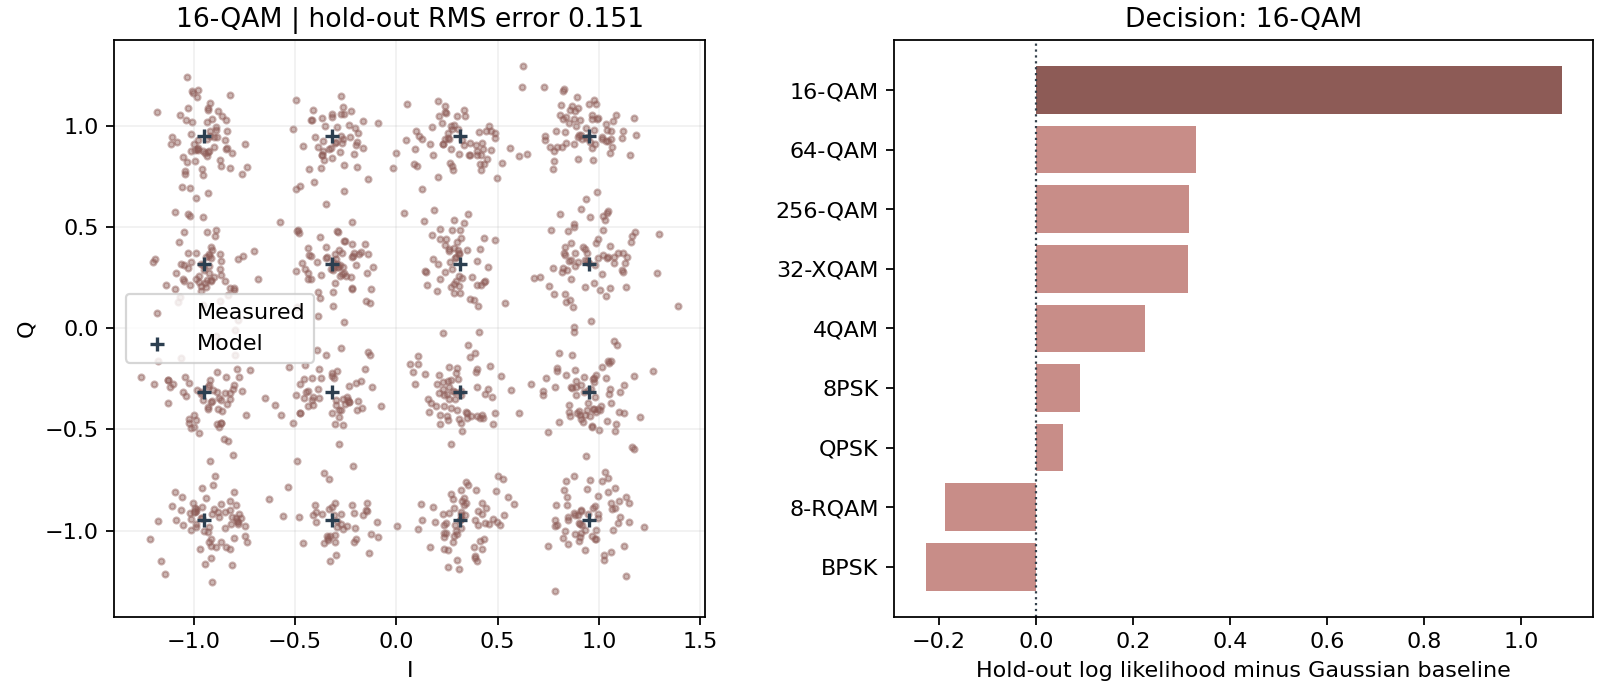 16-QAM | hold-out RMS error 0.151
1.0
0.5
0.0
−0.5
−1.0
Q
Measured
Model
−1.0 −0.5 0.0 0.5 1.0 1.5
I
Decision: 16-QAM
16-QAM
64-QAM
256-QAM
32-XQAM
4QAM
8PSK
QPSK
8-RQAM
BPSK
−0.2 0.0 0.2 0.4 0.6 0.8 1.0
Hold-out log likelihood minus Gaussian baseline